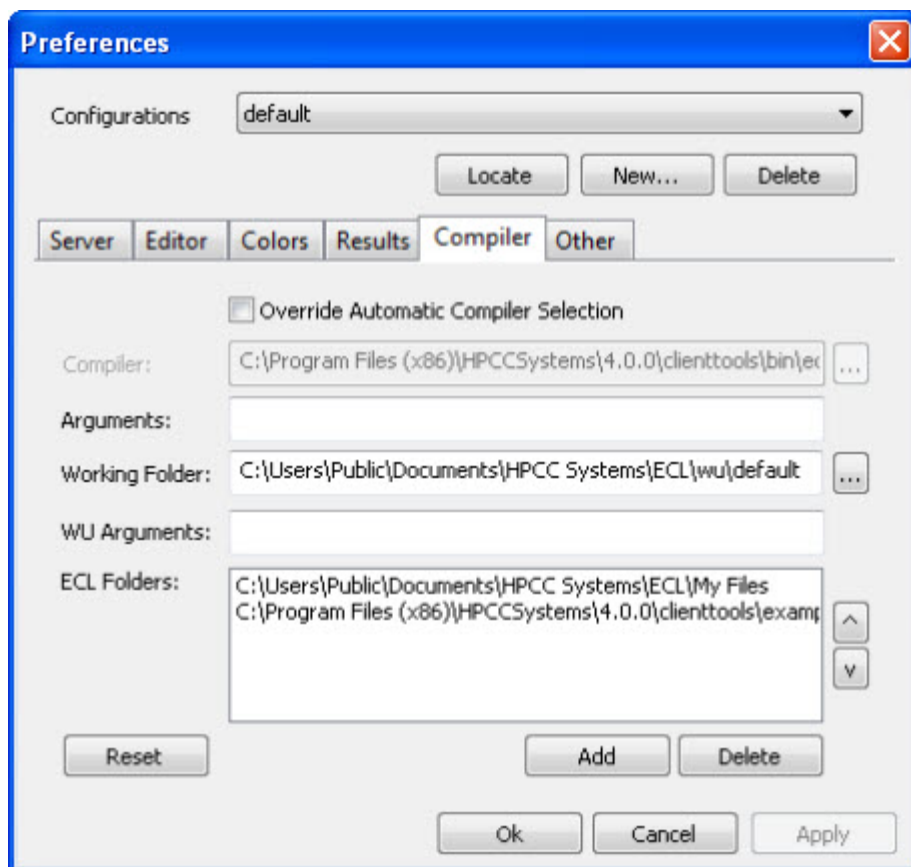 Preferences
Configurations default
Locate New... Delete
Server Editor Colors Results Compiler Other
Override Automatic Compiler Selection
Compiler: C:\Program Files (x86)\HPCCSystems\4.0.0\clienttools\bin\ec ...
Arguments:
Working Folder: C:\Users\Public\Documents\HPCC Systems\ECL\wu\default ...
WU Arguments:
ECL Folders: C:\Users\Public\Documents\HPCC Systems\ECL\My Files
C:\Program Files (x86)\HPCCSystems\4.0.0\clienttools\examp
Reset Add Delete
Ok Cancel Apply